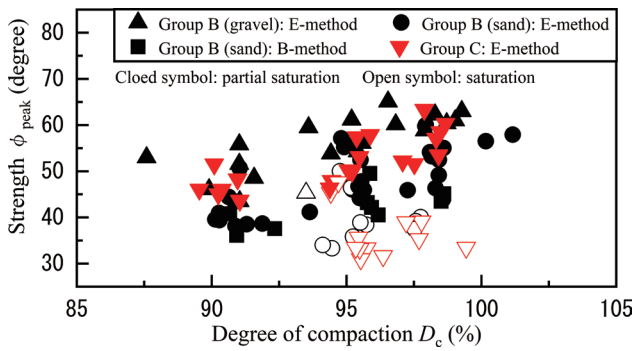 Group B (gravel): E-method Group B (sand): E-method
Group B (sand): B-method Group C: E-method
Cloed symbol: partial saturation Open symbol: saturation
Strength ϕ peak (degree)
80
70
60
50
40
30
85 90 95 100 105
Degree of compaction Dc (%)